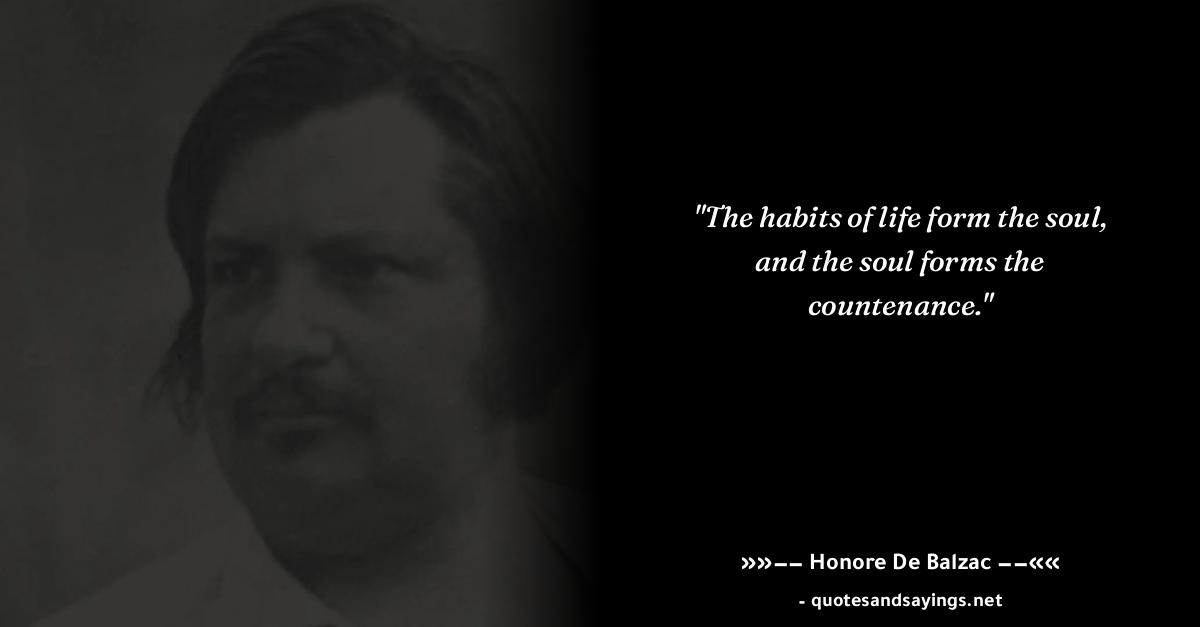 "The habits of life form the soul,
and the soul forms the
countenance."
»»−− Honore De Balzac −−««
- quotesandsayings.net